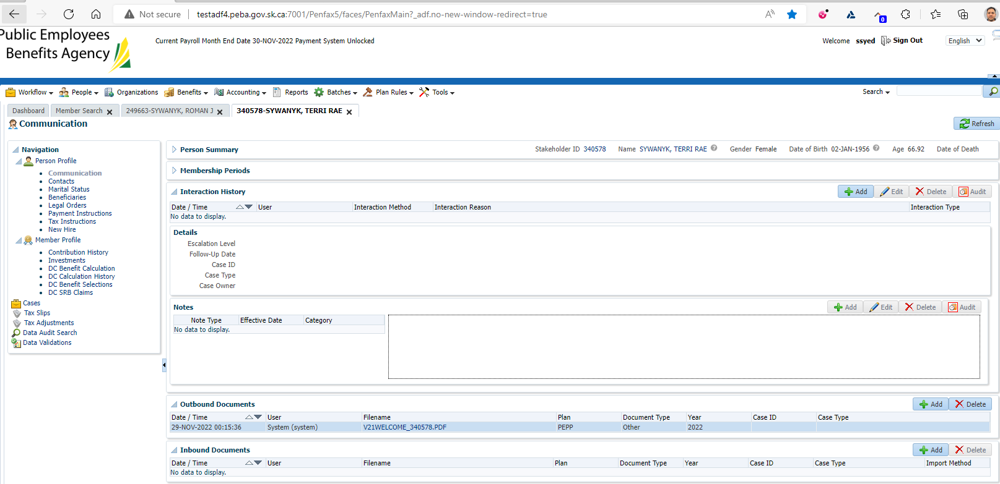 Not secure testadf4.peba.gov.sk.ca:7001/Penfax5/faces/PenfaxMain?_adf.no-new-window-redirect=true
0
Public Employees
Benefits Agency
Current Payroll Month End Date 30-NOV-2022 Payment System Unlocked
Welcome ssyed Sign Out English
Workflow People Organizations Benefits Accounting Reports Batches Plan Rules Tools Search
Dashboard Member Search 249663-SYWANYK, ROMAN J 340578-SYWANYK, TERRI RAE
Communication Refresh
Navigation
Person Profile
Communication
Contacts
Marital Status
Beneficiaries
Legal Orders
Payment Instructions
Tax Instructions
New Hire
Member Profile
Contribution History
Investments
DC Benefit Calculation
DC Calculation History
DC Benefit Selections
DC SRB Claims
Cases
Tax Slips
Tax Adjustments
Data Audit Search
Data Validations
Person Summary Stakeholder ID 340578 Name SYWANYK, TERRI RAE Gender Female Date of Birth 02-JAN-1956 Age 66.92 Date of Death
Membership Periods
Interaction History Add Edit Delete Audit
Date / Time User Interaction Method Interaction Reason Interaction Type
No data to display.
Details
Escalation Level
Follow-Up Date
Case ID
Case Type
Case Owner
Notes Add Edit Delete Audit
Note Type Effective Date Category
No data to display.
Outbound Documents Add Delete
Date / Time User Filename Plan Document Type Year Case ID Case Type
29-NOV-2022 00:15:36 System (system) V21WELCOME_340578.PDF PEPP Other 2022
Inbound Documents Add Delete
Date / Time User Filename Plan Document Type Year Case ID Case Type Import Method
No data to display.